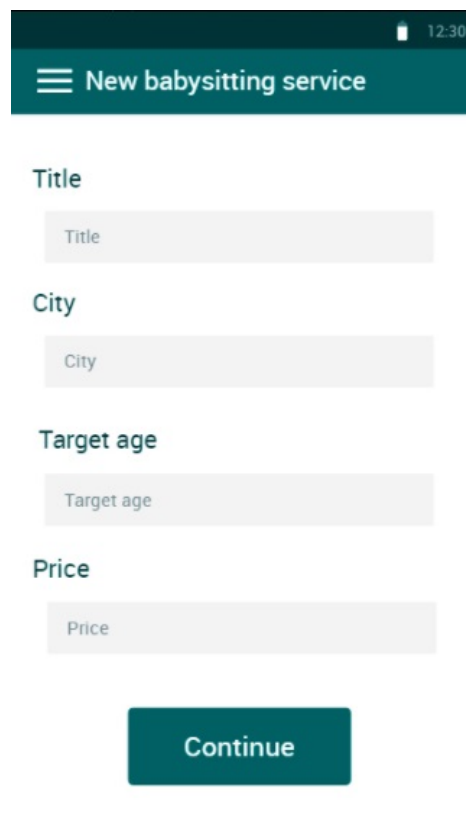 12:30
New babysitting service
Title
Title
City
City
Target age
Target age
Price
Price
Continue